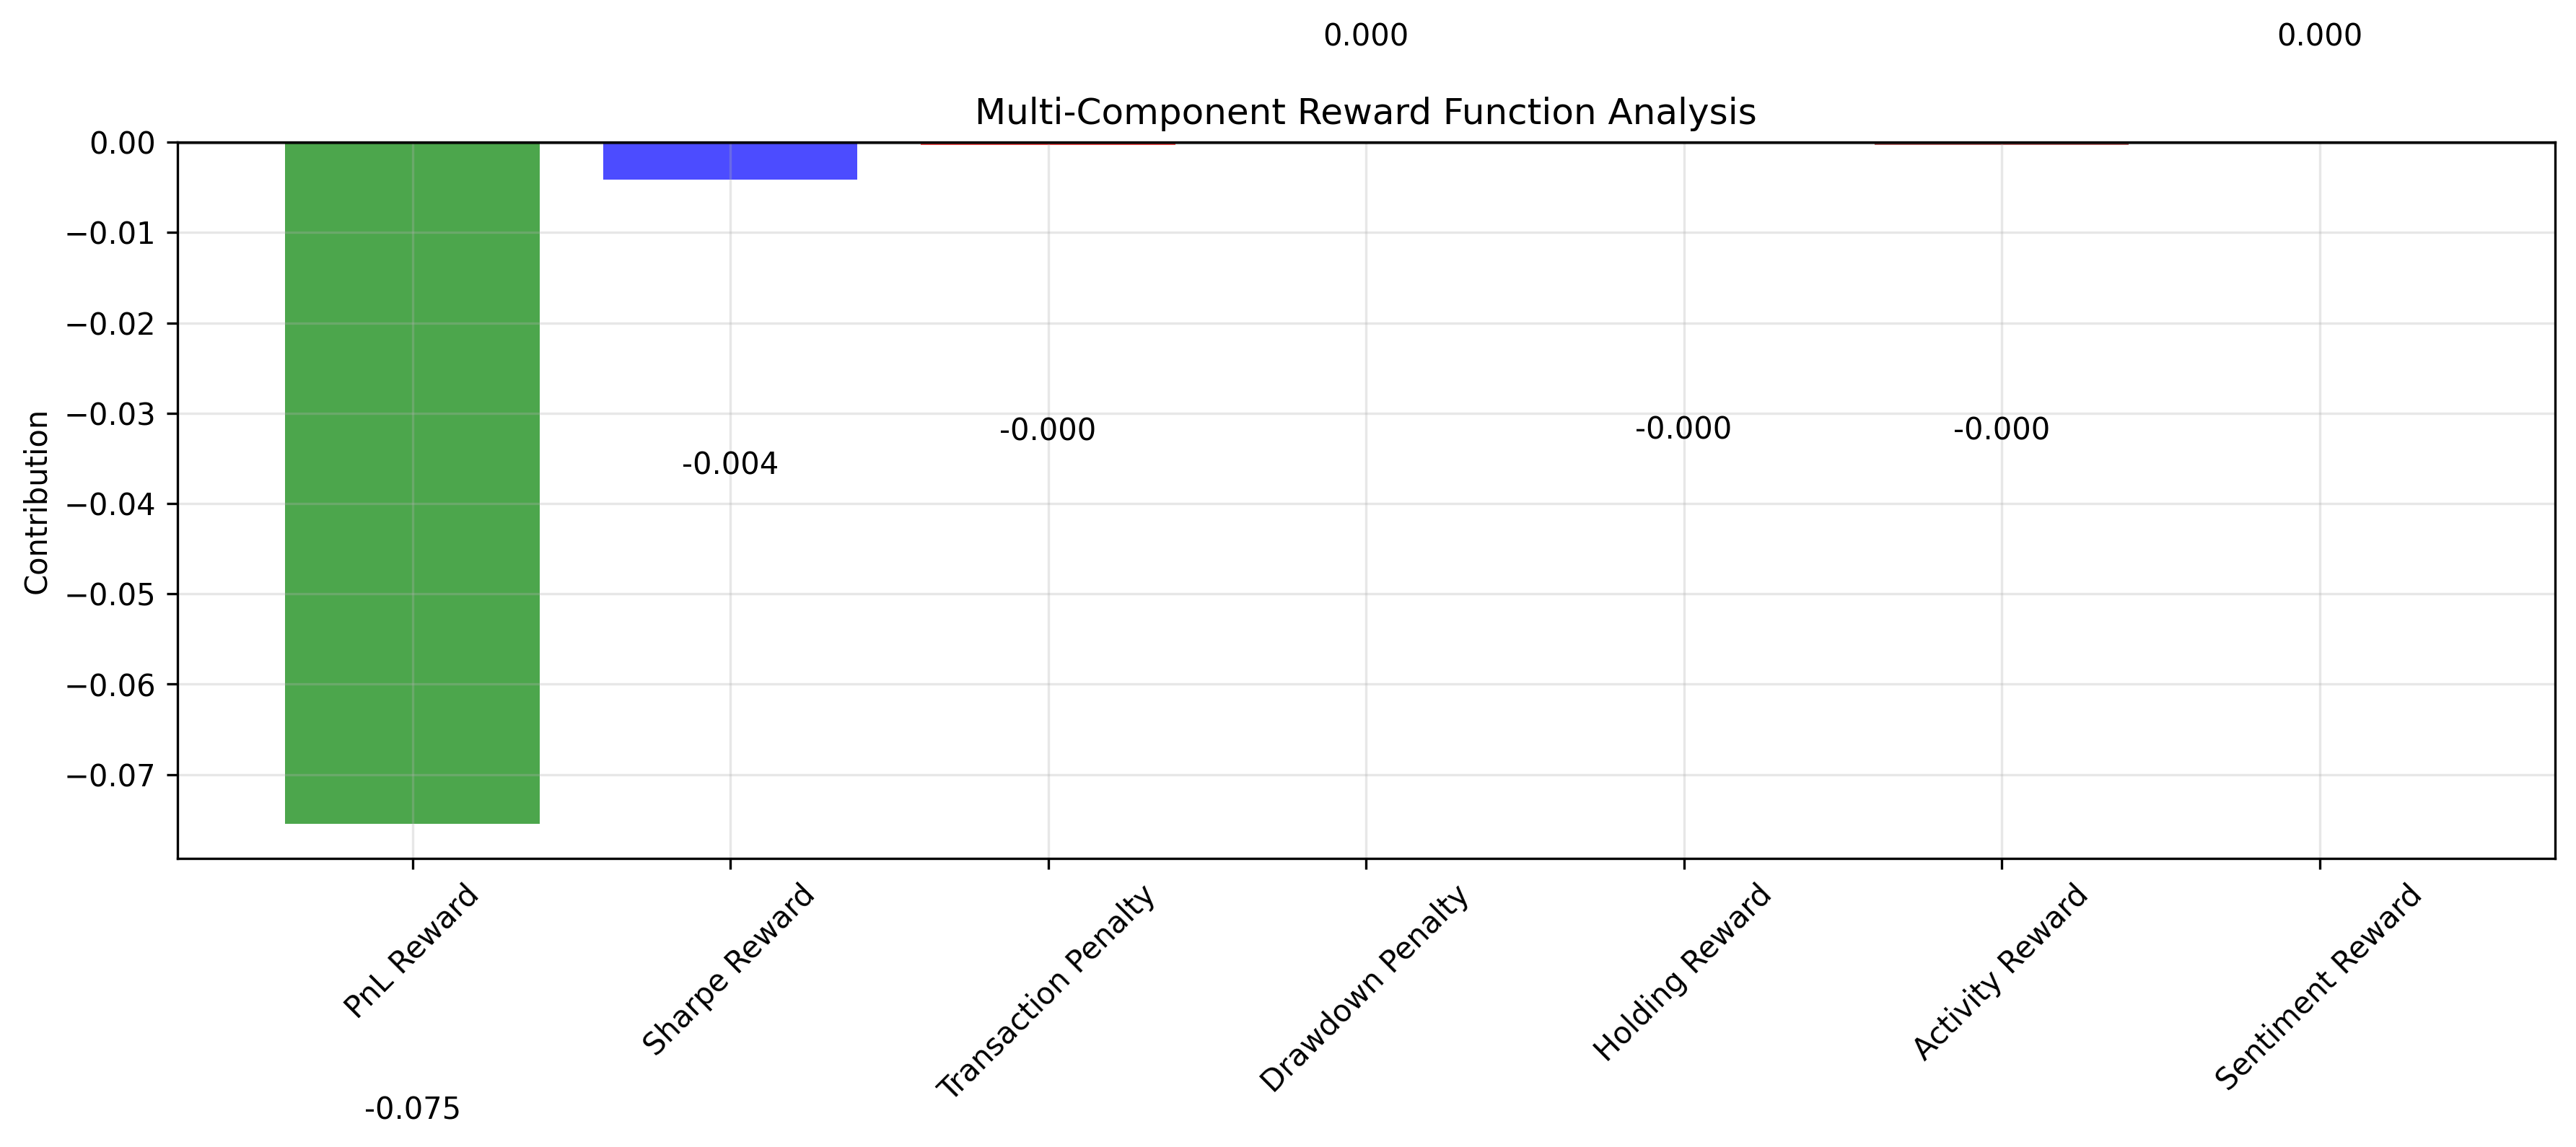 0.000
0.000
Multi-Component Reward Function Analysis
0.00
−0.01
−0.02
−0.03
−0.04
−0.05
−0.06
−0.07
Contribution
-0.075
-0.004
-0.000
-0.000
-0.000
PnL Reward
Sharpe Reward
Transaction Penalty
Drawdown Penalty
Holding Reward
Activity Reward
Sentiment Reward